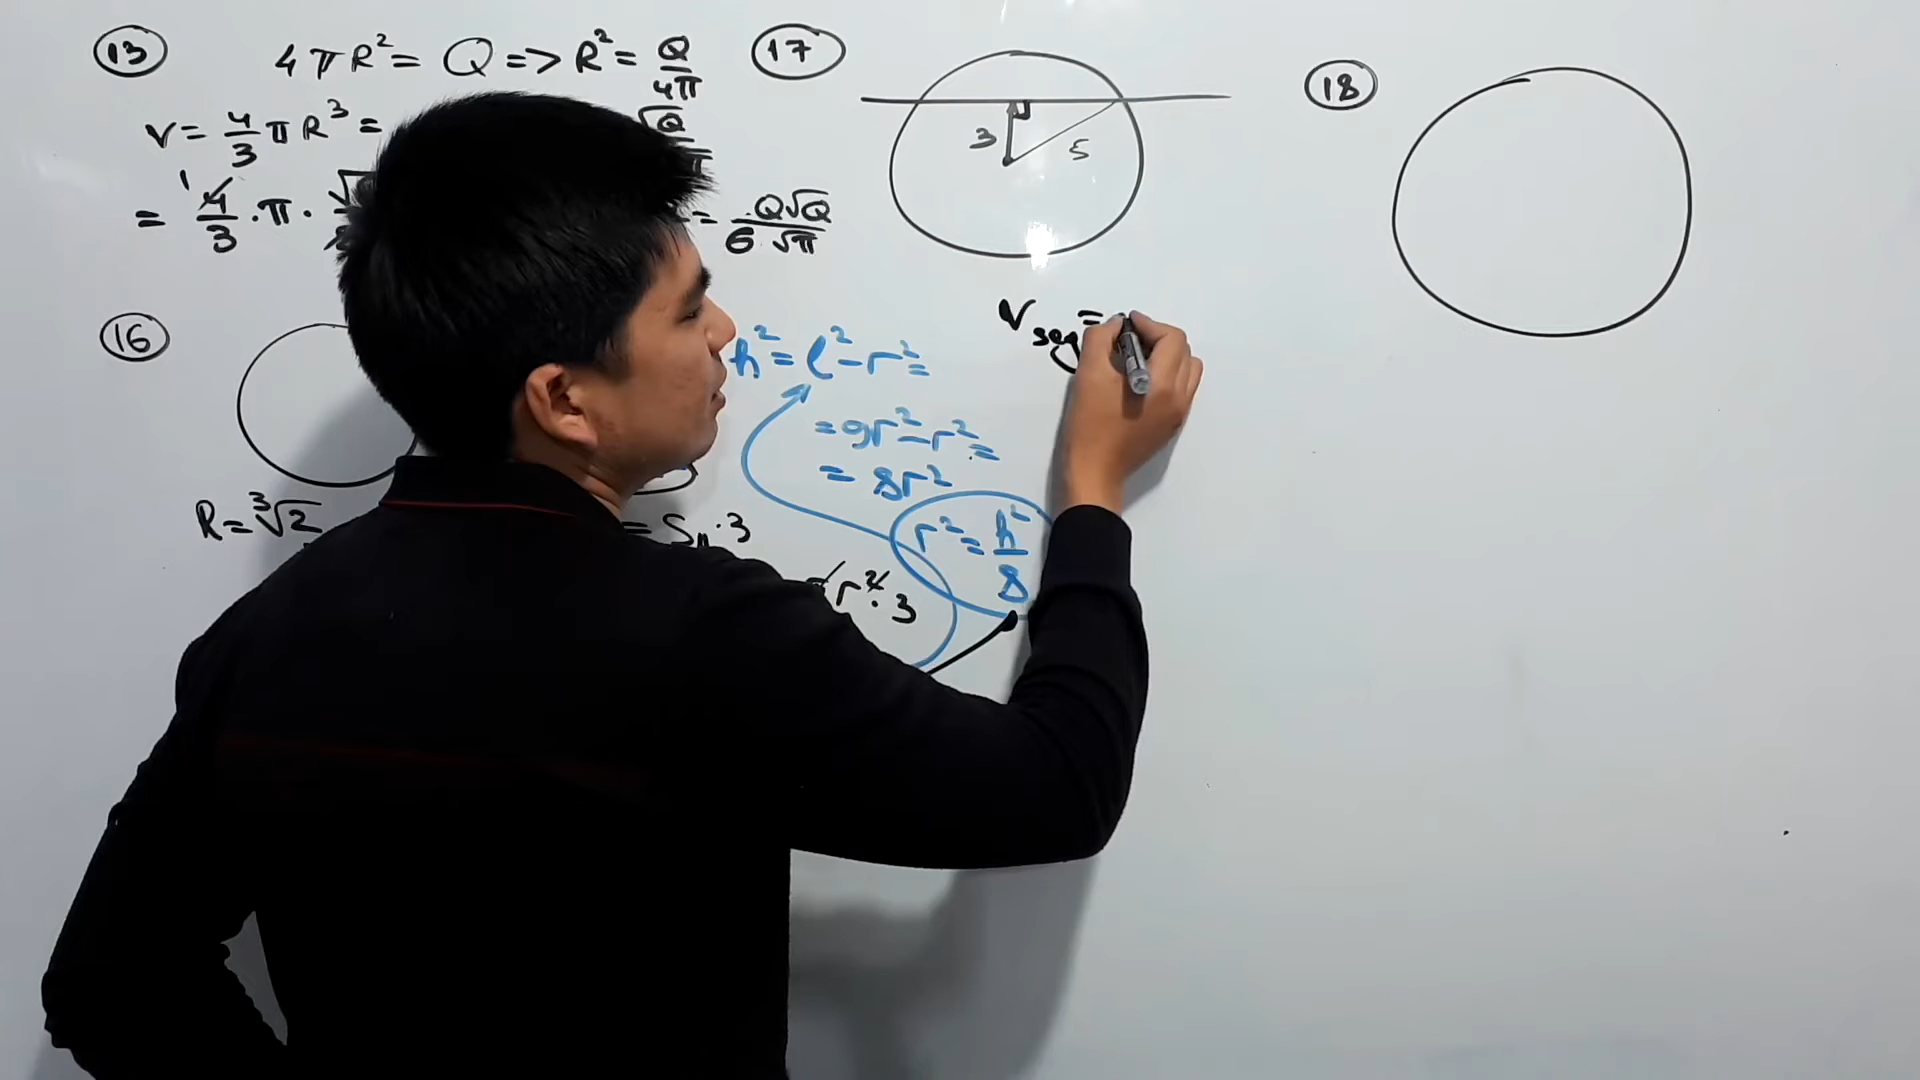 13
4πR² = Q => R² = Q/4π
V = 4/3 πR³ =
√Q
= 4/3 · π · √
= Q√Q / 6√π
16
R = ³√2
= Sₙ · 3
r² · 3
h² = l² - r² =
= 9r² - r² =
= 8r²
r² = h²/8
17
3
5
V seg =
18